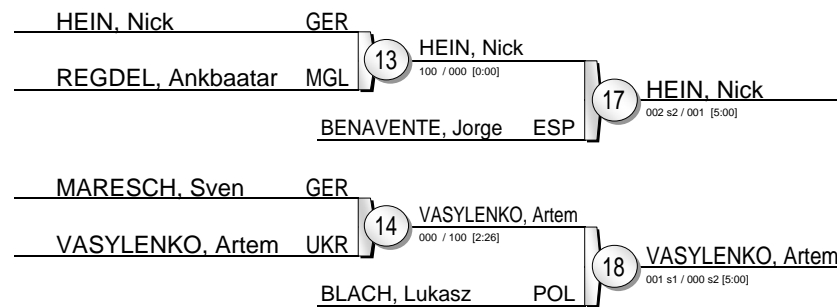 HEIN, Nick GER
REGDEL, Ankbaatar MGL
13
HEIN, Nick
100 / 000 [0:00]
BENAVENTE, Jorge ESP
17
HEIN, Nick
002 s2 / 001 [5:00]
MARESCH, Sven GER
VASYLENKO, Artem UKR
14
VASYLENKO, Artem
000 / 100 [2:26]
BLACH, Lukasz POL
18
VASYLENKO, Artem
001 s1 / 000 s2 [5:00]